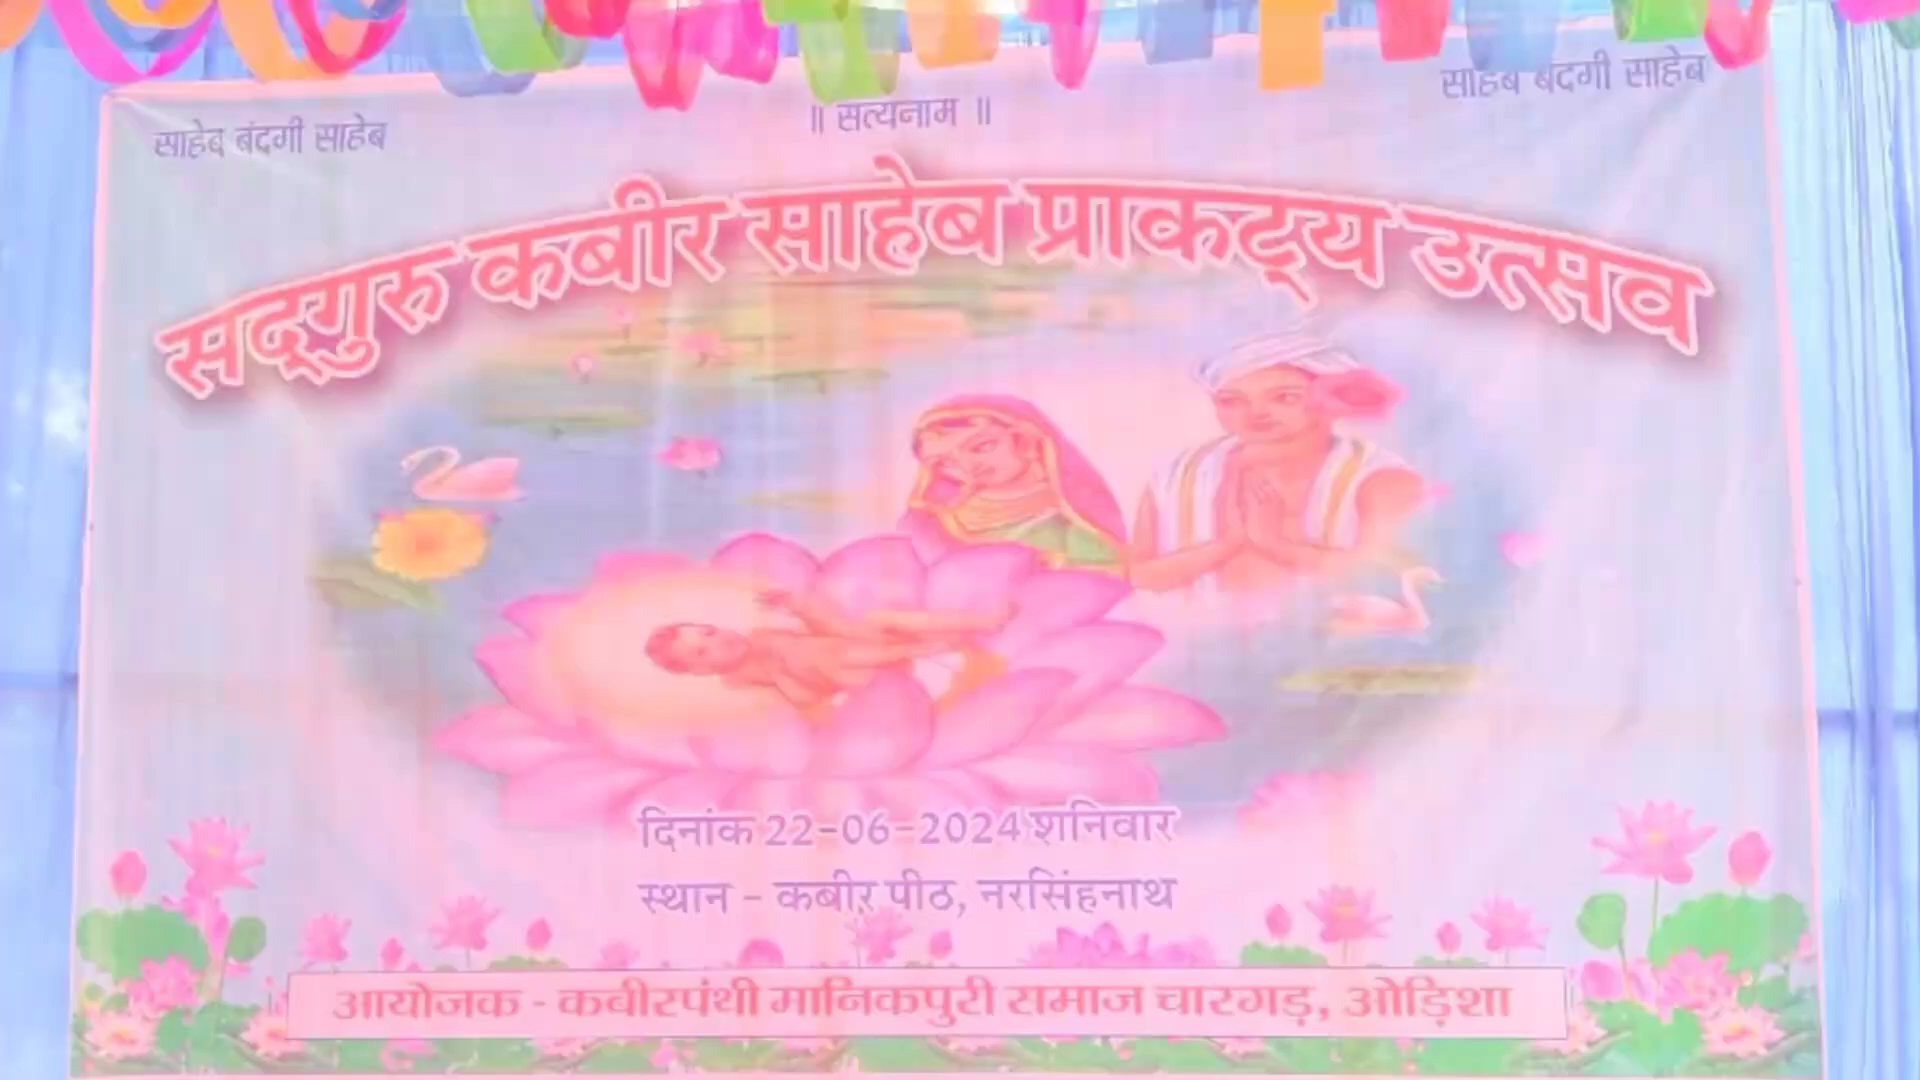 साहेब बंदगी साहेब
॥ सत्यनाम ॥
साहेब बंदगी साहेब
सद्‌गुरु कबीर साहेब प्राकट्य उत्सव
दिनांक 22-06-2024 शनिवार
स्थान - कबीर पीठ, नरसिंहनाथ
आयोजक - कबीरपंथी मानिकपुरी समाज चारगड़, ओड़िशा